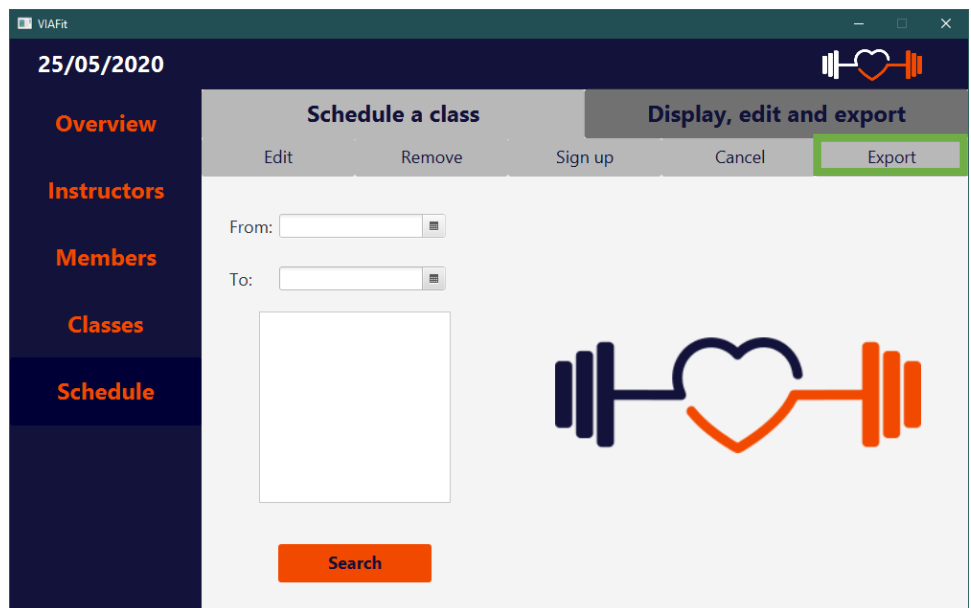 VIAFit
25/05/2020
Overview
Instructors
Members
Classes
Schedule
Schedule a class
Display, edit and export
Edit
Remove
Sign up
Cancel
Export
From:
To:
Search